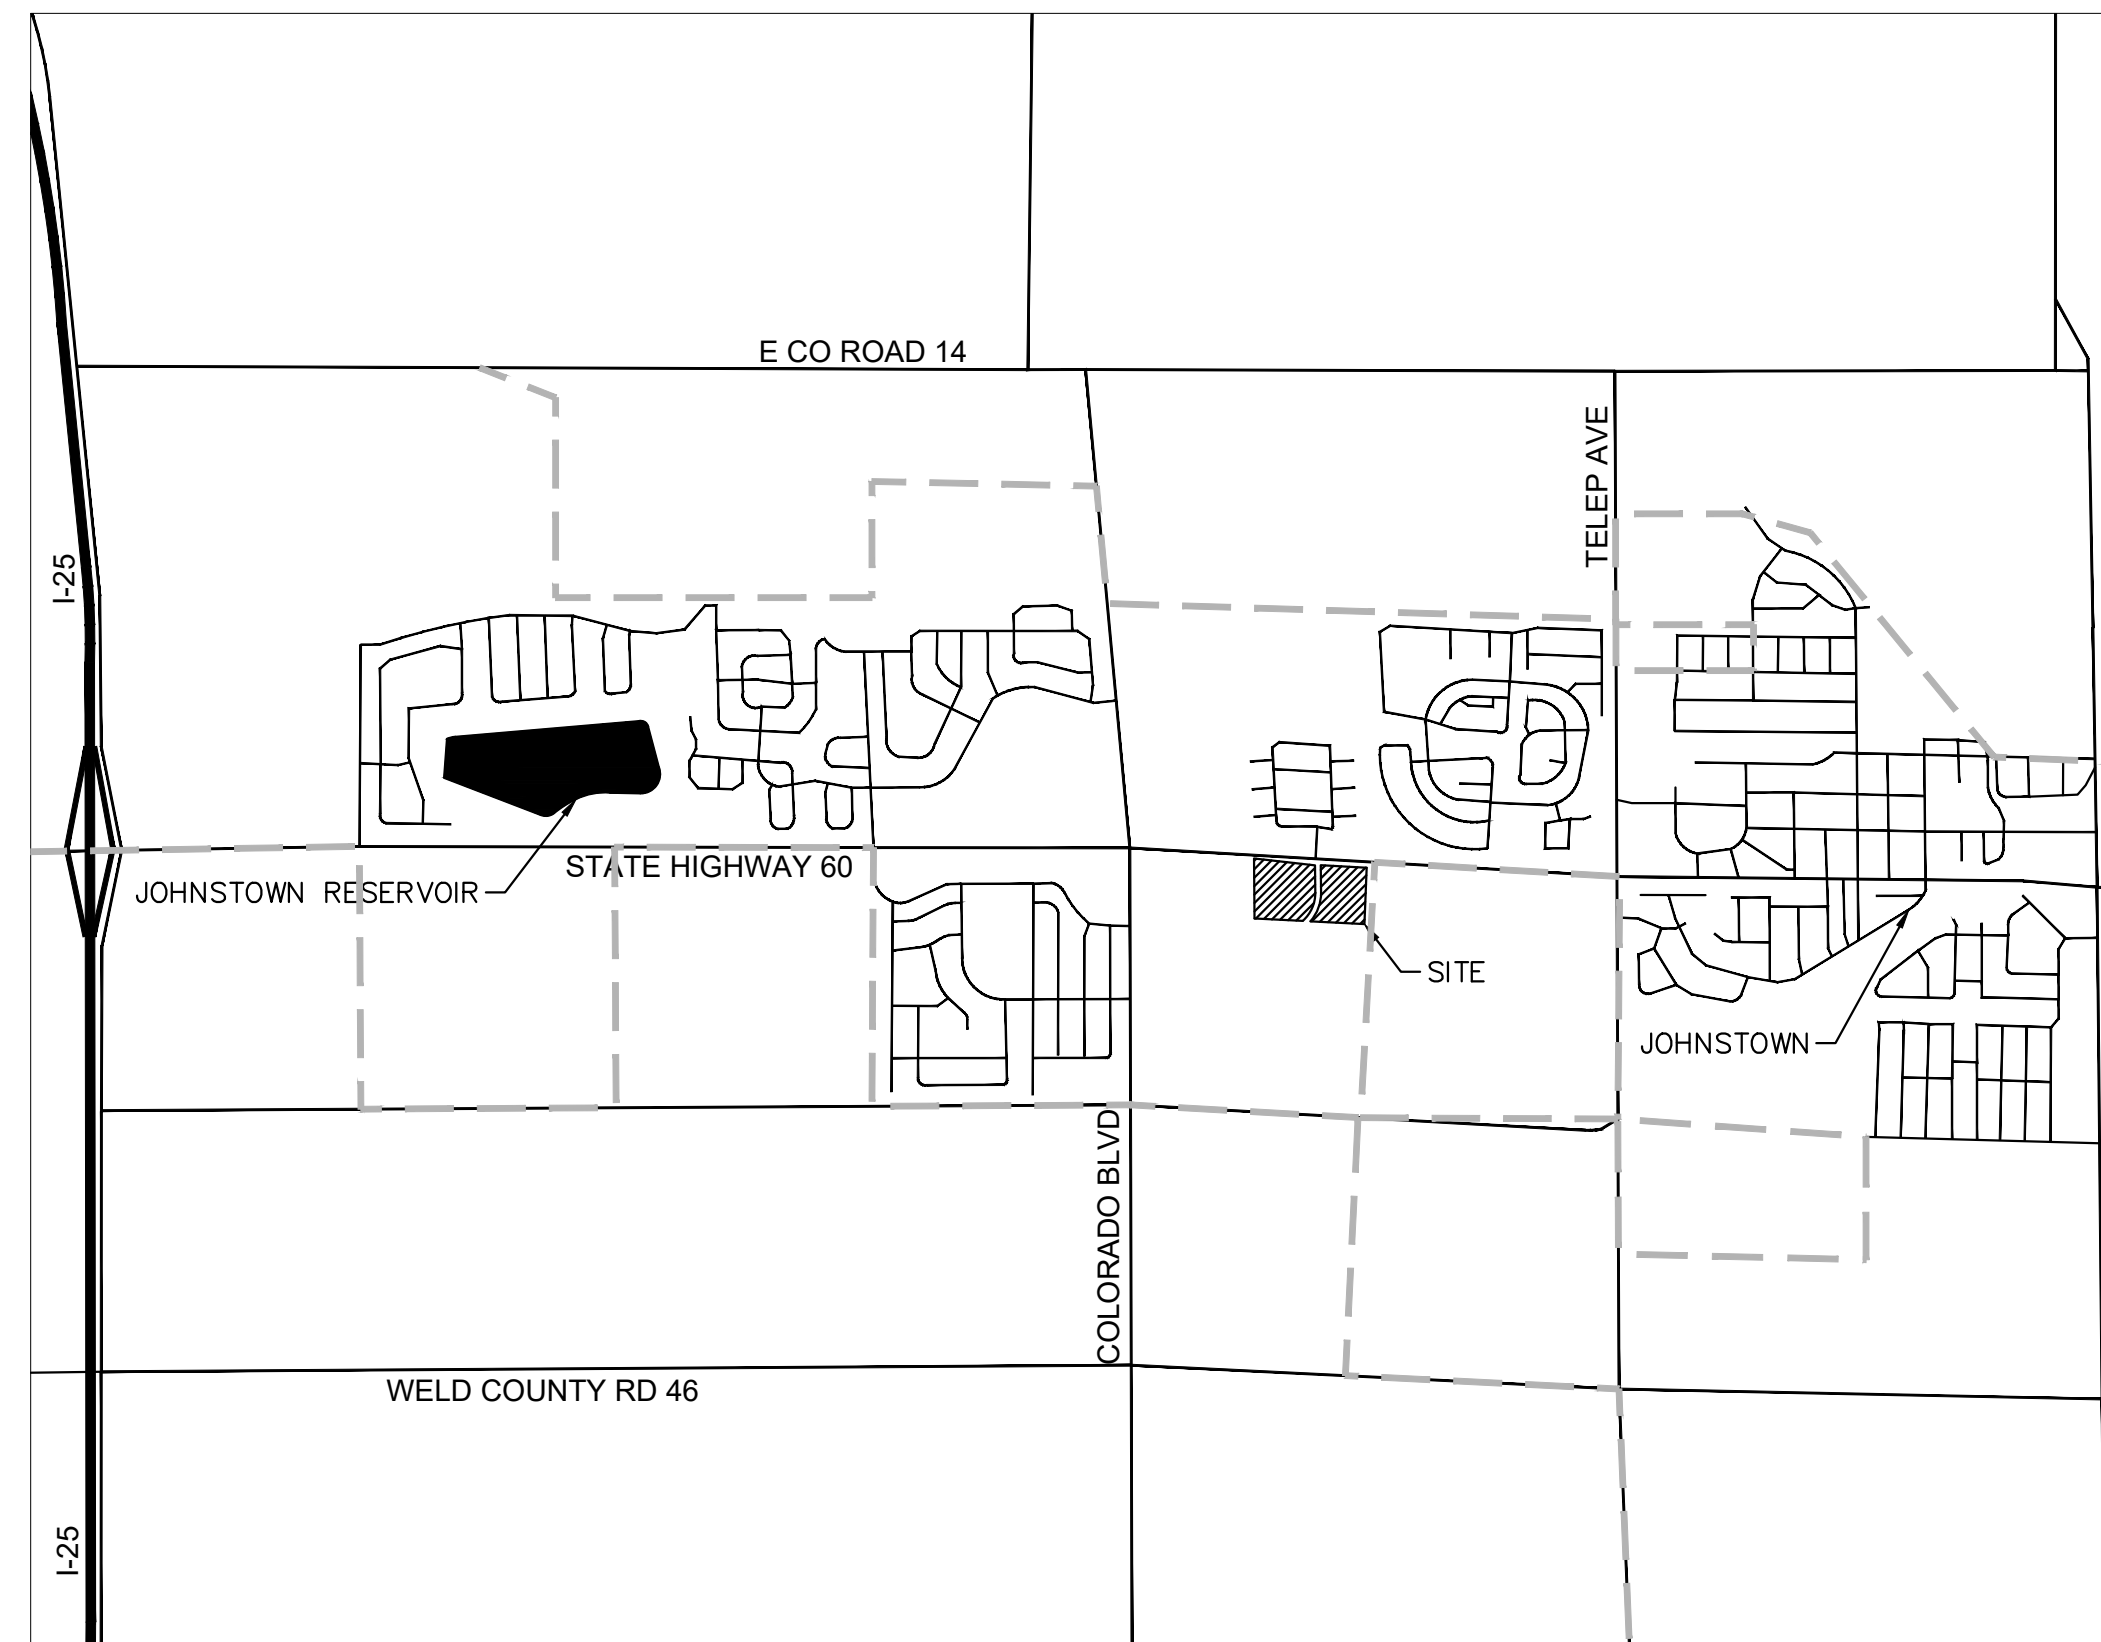 E CO ROAD 14
TELEP AVE
I-25
STATE HIGHWAY 60
JOHNSTOWN RESERVOIR
SITE
JOHNSTOWN
COLORADO BLVD
WELD COUNTY RD 46
I-25